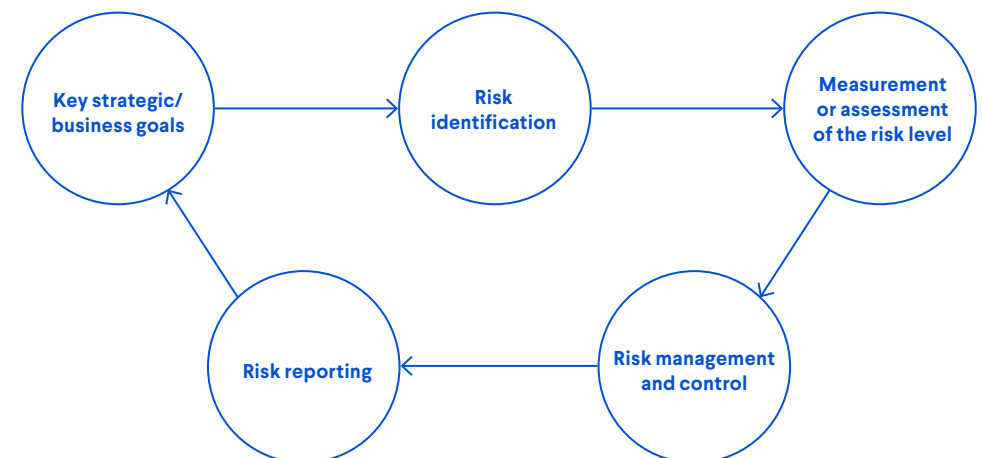 Key strategic/
business goals
Risk
identification
Measurement
or assessment
of the risk level
Risk management
and control
Risk reporting